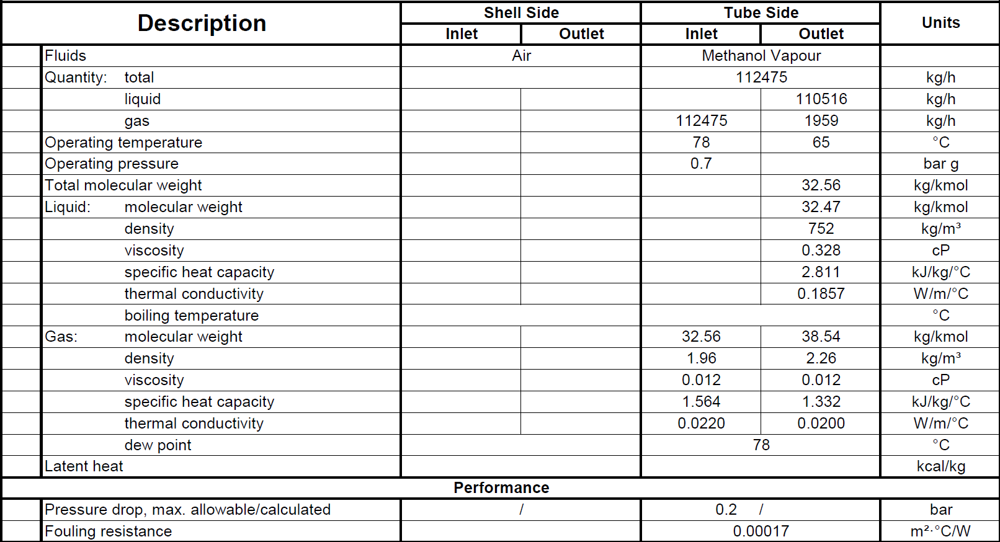 Description Shell Side Tube Side Units
Inlet Outlet Inlet Outlet
Fluids Air Methanol Vapour
Quantity: total 112475 kg/h
liquid 110516 kg/h
gas 112475 1959 kg/h
Operating temperature 78 65 °C
Operating pressure 0.7 bar g
Total molecular weight 32.56 kg/kmol
Liquid: molecular weight 32.47 kg/kmol
density 752 kg/m³
viscosity 0.328 cP
specific heat capacity 2.811 kJ/kg/°C
thermal conductivity 0.1857 W/m/°C
boiling temperature °C
Gas: molecular weight 32.56 38.54 kg/kmol
density 1.96 2.26 kg/m³
viscosity 0.012 0.012 cP
specific heat capacity 1.564 1.332 kJ/kg/°C
thermal conductivity 0.0220 0.0200 W/m/°C
dew point 78 °C
Latent heat kcal/kg
Performance
Pressure drop, max. allowable/calculated / 0.2 / bar
Fouling resistance 0.00017 m²·°C/W